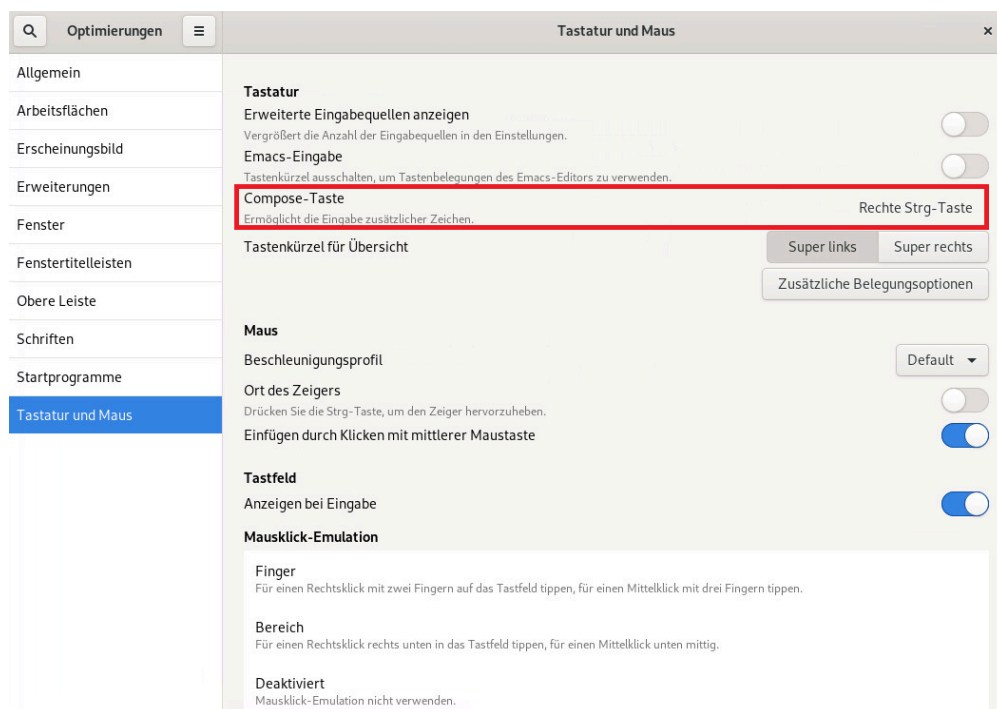 Optimierungen
Tastatur und Maus
Allgemein
Arbeitsflächen
Erscheinungsbild
Erweiterungen
Fenster
Fenstertitelleisten
Obere Leiste
Schriften
Startprogramme
Tastatur und Maus
Tastatur
Erweiterte Eingabequellen anzeigen
Vergrößert die Anzahl der Eingabequellen in den Einstellungen.
Emacs-Eingabe
Tastenkürzel ausschalten, um Tastenbelegungen des Emacs-Editors zu verwenden.
Compose-Taste
Ermöglicht die Eingabe zusätzlicher Zeichen.
Rechte Strg-Taste
Tastenkürzel für Übersicht
Super links
Super rechts
Zusätzliche Belegungsoptionen
Maus
Beschleunigungsprofil
Default
Ort des Zeigers
Drücken Sie die Strg-Taste, um den Zeiger hervorzuheben.
Einfügen durch Klicken mit mittlerer Maustaste
Tastfeld
Anzeigen bei Eingabe
Mausklick-Emulation
Finger
Für einen Rechtsklick mit zwei Fingern auf das Tastfeld tippen, für einen Mittelklick mit drei Fingern tippen.
Bereich
Für einen Rechtsklick rechts unten in das Tastfeld tippen, für einen Mittelklick unten mittig.
Deaktiviert
Mausklick-Emulation nicht verwenden.